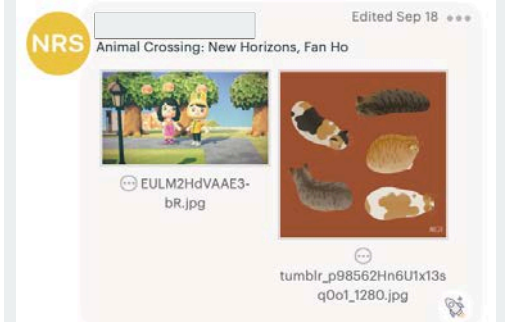 Edited Sep 18
NRS
Animal Crossing: New Horizons, Fan Ho
EULM2HdVAAE3-
bR.jpg
tumblr_p98562Hn6U1x13s
q0o1_1280.jpg